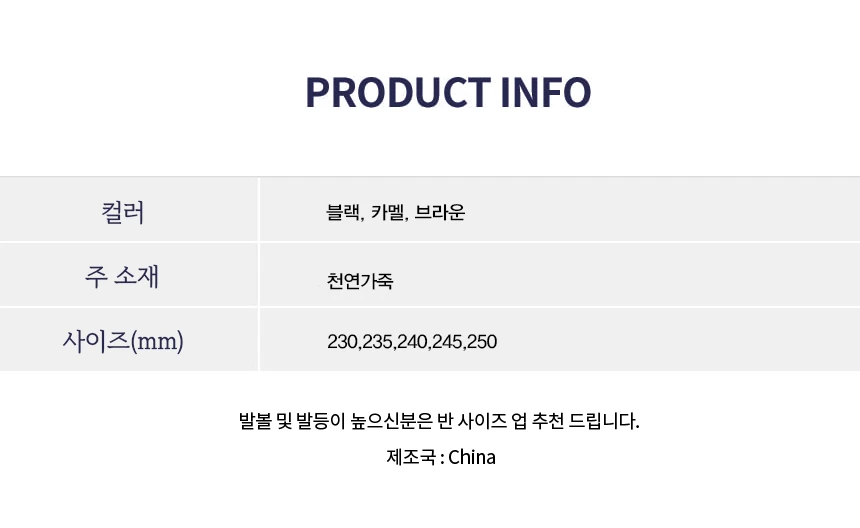 PRODUCT INFO
컬러 블랙, 카멜, 브라운
주 소재 천연가죽
사이즈(mm) 230,235,240,245,250
발볼 및 발등이 높으신분은 반 사이즈 업 추천 드립니다.
제조국 : China